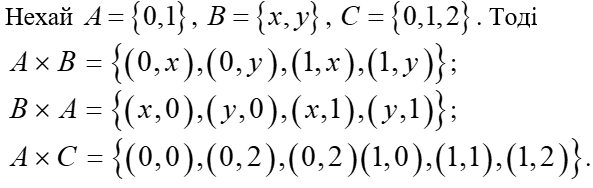 Нехай A = {0,1}, B = {x, y}, C = {0,1,2}. Тоді
A × B = {(0, x),(0, y),(1, x),(1, y)};
B × A = {(x,0),(y,0),(x,1),(y,1)};
A × C = {(0,0),(0,2),(0,2)(1,0),(1,1),(1,2)}.